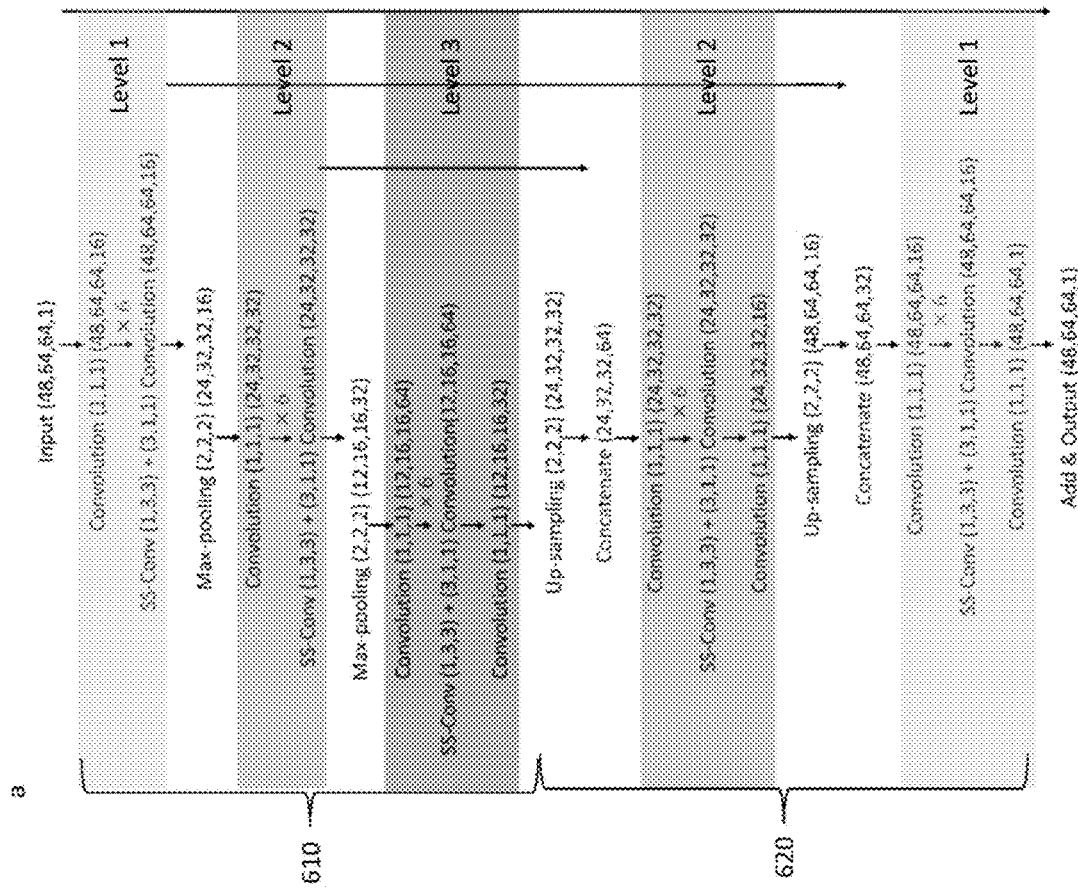 a
Input {48,64,64,1}
Convolution (1,1,1) {48,64,64,16}
× 6
SS-Conv (1,3,3) + (3,1,1) Convolution {48,64,64,16}
Level 1
Max-pooling (2,2,2) {24,32,32,16}
Convolution (1,1,1) {24,32,32,32}
× 6
SS-Conv (1,3,3) + (3,1,1) Convolution {24,32,32,32}
Level 2
Max-pooling (2,2,2) {12,16,16,32}
Convolution (1,1,1) {12,16,16,64}
× 6
SS-Conv (1,3,3) + (3,1,1) Convolution{12,16,16,64}
Convolution (1,1,1) {12,16,16,32}
Level 3
610
Up-sampling (2,2,2) {24,32,32,32}
Concatenate {24,32,32,64}
Convolution (1,1,1) {24,32,32,32}
× 6
SS-Conv (1,3,3) + (3,1,1) Convolution {24,32,32,32}
Convolution (1,1,1) {24,32,32,16}
Level 2
Up-sampling (2,2,2) {48,64,64,16}
Concatenate {48,64,64,32}
Convolution (1,1,1) {48,64,64,16}
× 6
SS-Conv (1,3,3) + (3,1,1) Convolution {48,64,64,16}
Convolution (1,1,1) {48,64,64,1}
Level 1
620
Add & Output {48,64,64,1}